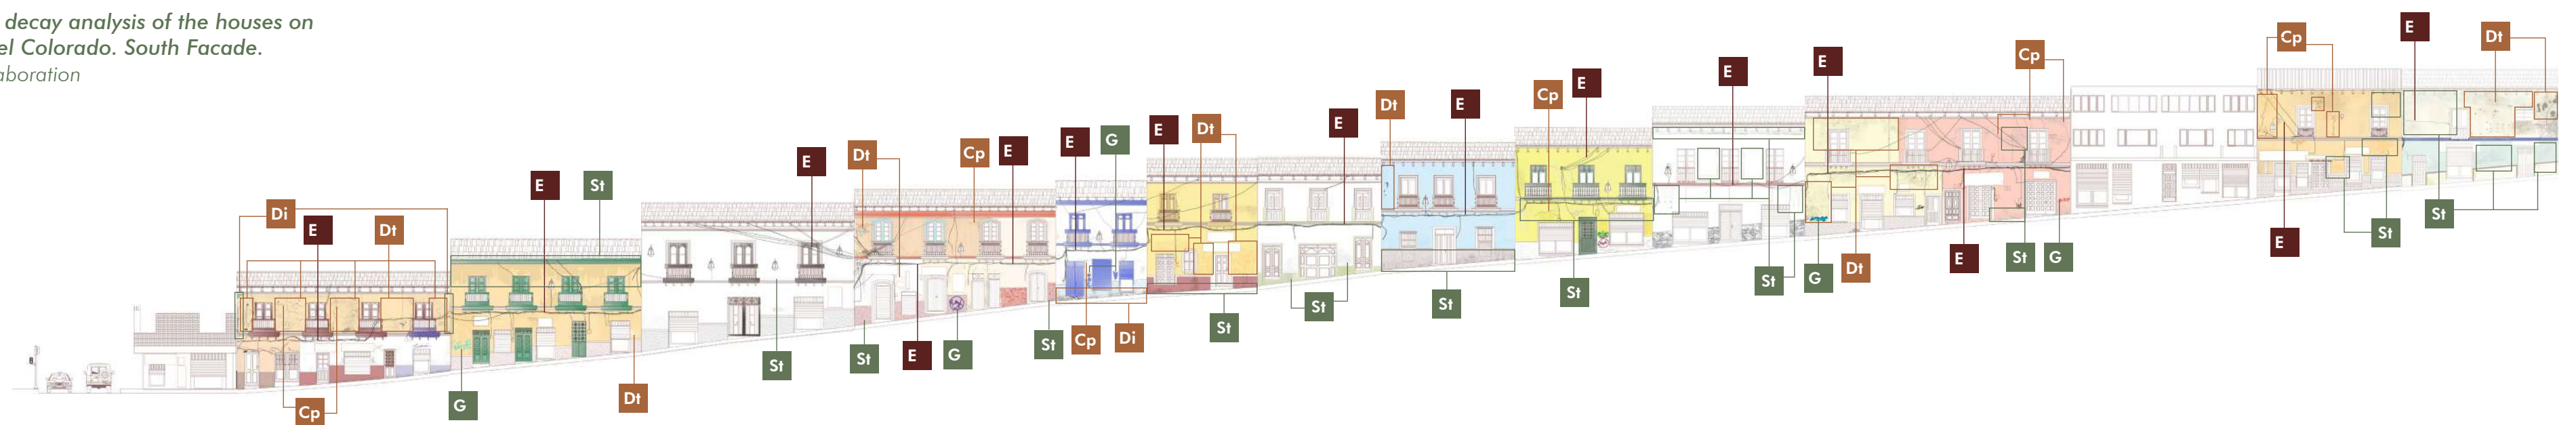 decay analysis of the houses on
el Colorado. South Facade.
aboration
Di
E
Dt
Cp
E
St
G
Dt
E
St
Dt
Cp
E
St
E
G
E
G
St
Cp
Di
E
Dt
St
E
St
Dt
E
St
Cp
E
St
E
St
E
G
Dt
Cp
E
St
G
Cp
E
St
E
Dt
St